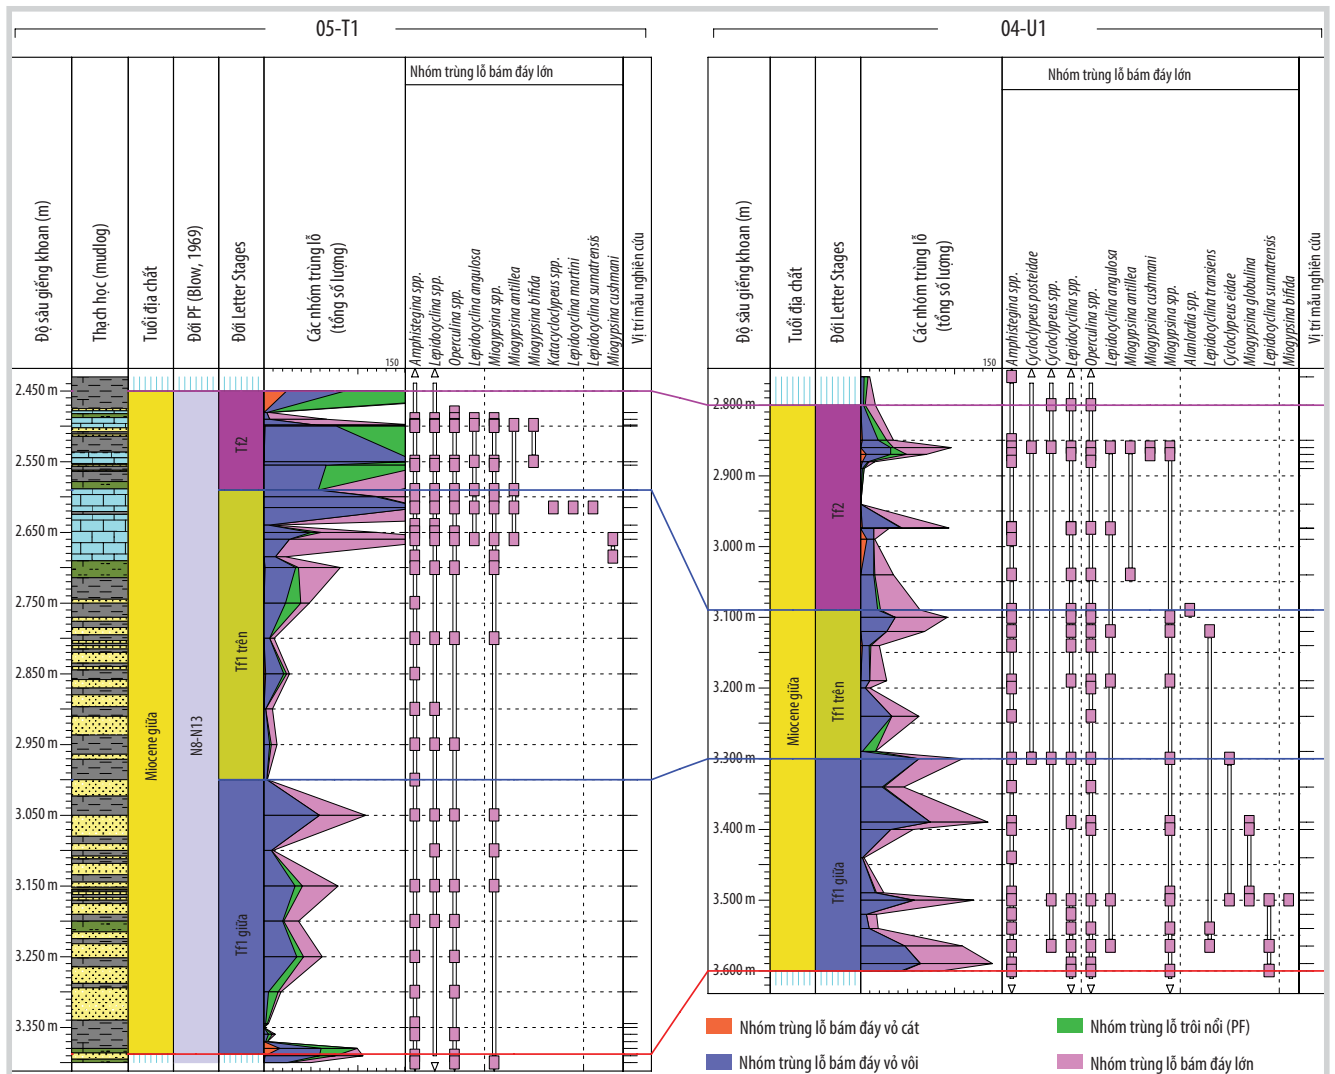 05-T1
Nhóm trùng lỗ bám đáy lớn
Độ sâu giếng khoan (m)
Thạch học (mudlog)
Tuổi địa chất
Đới PF (Blow, 1969)
Đới Letter Stages
Các nhóm trùng lỗ
(tổng số lượng)
150
Amphistegina spp.
Lepidocyclina spp.
Operculina spp.
Lepidocyclina angulosa
Miogypsina spp.
Miogypsina antillea
Miogypsina bifida
Katacycloclypeus spp.
Lepidocyclina martini
Lepidocyclina sumatrensis
Miogypsina cushmani
Vị trí mẫu nghiên cứu
2.450 m
2.550 m
2.650 m
2.750 m
2.850 m
2.950 m
3.050 m
3.150 m
3.250 m
3.350 m
Miocene giữa
N8-N13
Tf2
Tf1 trên
Tf1 giữa
04-U1
Nhóm trùng lỗ bám đáy lớn
Độ sâu giếng khoan (m)
Tuổi địa chất
Đới Letter Stages
Các nhóm trùng lỗ
(tổng số lượng)
150
Amphistegina spp.
Cyclocypeus posteidae
Cyclocypeus spp.
Lepidocyclina spp.
Operculina spp.
Lepidocyclina angulosa
Miogypsina antillea
Miogypsina cushmani
Miogypsina spp.
Alanlordia spp.
Lepidocyclina transiens
Cyclocypeus eidae
Miogypsina globulina
Lepidocyclina sumatrensis
Miogypsina bifida
Vị trí mẫu nghiên cứu
2.800 m
2.900 m
3.000 m
3.100 m
3.200 m
3.300 m
3.400 m
3.500 m
3.600 m
Miocene giữa
Tf2
Tf1 trên
Tf1 giữa
Nhóm trùng lỗ bám đáy vỏ cát
Nhóm trùng lỗ trôi nổi (PF)
Nhóm trùng lỗ bám đáy vỏ vôi
Nhóm trùng lỗ bám đáy lớn